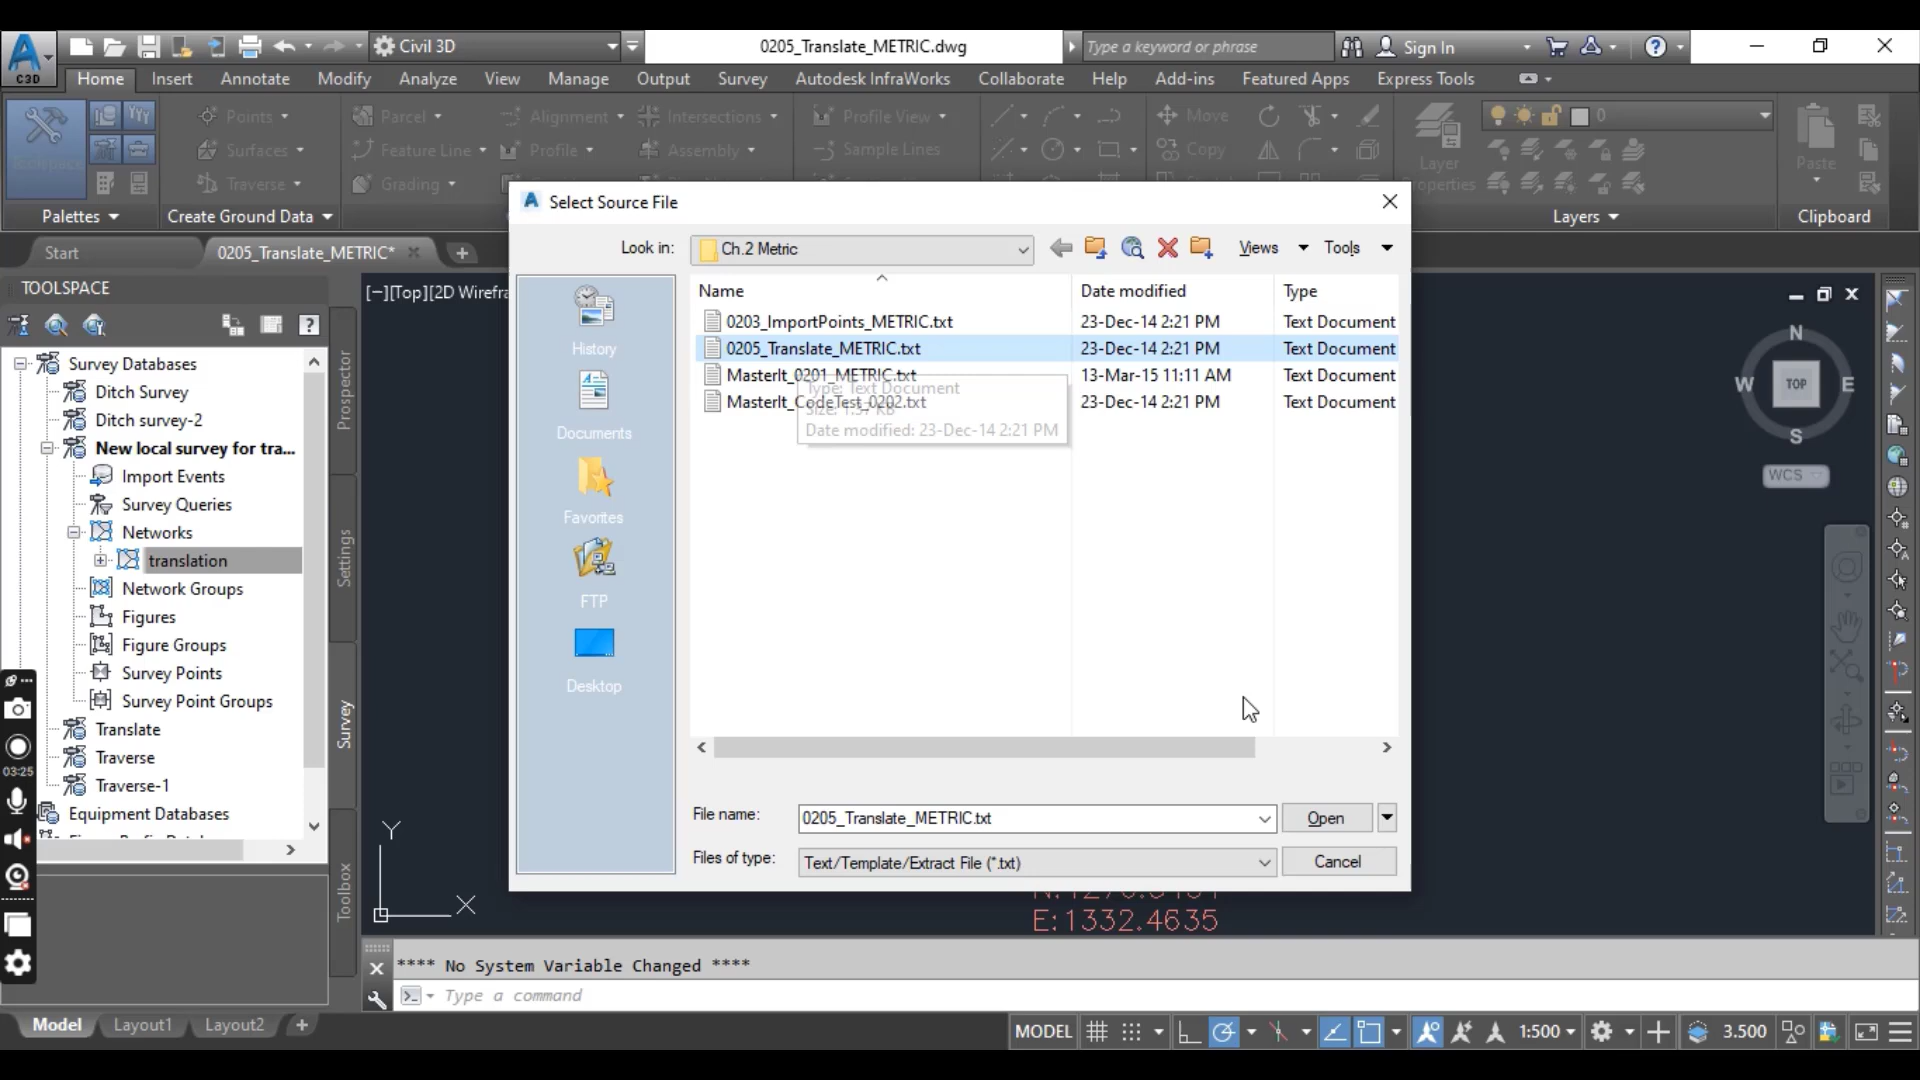 C3D
Civil 3D
0205_Translate_METRIC.dwg
Type a keyword or phrase
Sign In
Home
Insert
Annotate
Modify
Analyze
View
Manage
Output
Survey
Autodesk InfraWorks
Collaborate
Help
Add-ins
Featured Apps
Express Tools
Points
Parcel
Alignment
Intersections
Profile View
Move
0
Surfaces
Feature Line
Profile
Assembly
Sample Lines
Copy
Layer
Properties
Paste
Traverse
Grading
Palettes
Create Ground Data
Layers
Clipboard
Start
0205_Translate_METRIC*
TOOLSPACE
[−][Top][2D Wirefr
Select Source File
Look in:
Ch.2 Metric
Views
Tools
Name
Date modified
Type
0203_ImportPoints_METRIC.txt
23-Dec-14 2:21 PM
Text Document
0205_Translate_METRIC.txt
23-Dec-14 2:21 PM
Text Document
MasterIt_0201_METRIC.txt
13-Mar-15 11:11 AM
Text Document
MasterIt_CodeTest_0202.txt
23-Dec-14 2:21 PM
Text Document
Type: Text Document
Date modified: 23-Dec-14 2:21 PM
History
Documents
Favorites
FTP
Desktop
File name:
0205_Translate_METRIC.txt
Open
Files of type:
Text/Template/Extract File (*.txt)
Cancel
Survey Databases
Ditch Survey
Ditch survey-2
New local survey for tra...
Import Events
Survey Queries
Networks
translation
Network Groups
Figures
Figure Groups
Survey Points
Survey Point Groups
Translate
Traverse
Traverse-1
Equipment Databases
Prospector
Settings
Survey
Toolbox
03:25
N
W
TOP
E
S
WCS
Y
X
E:1332.4635
**** No System Variable Changed ****
Type a command
Model
Layout1
Layout2
MODEL
1:500
3.500